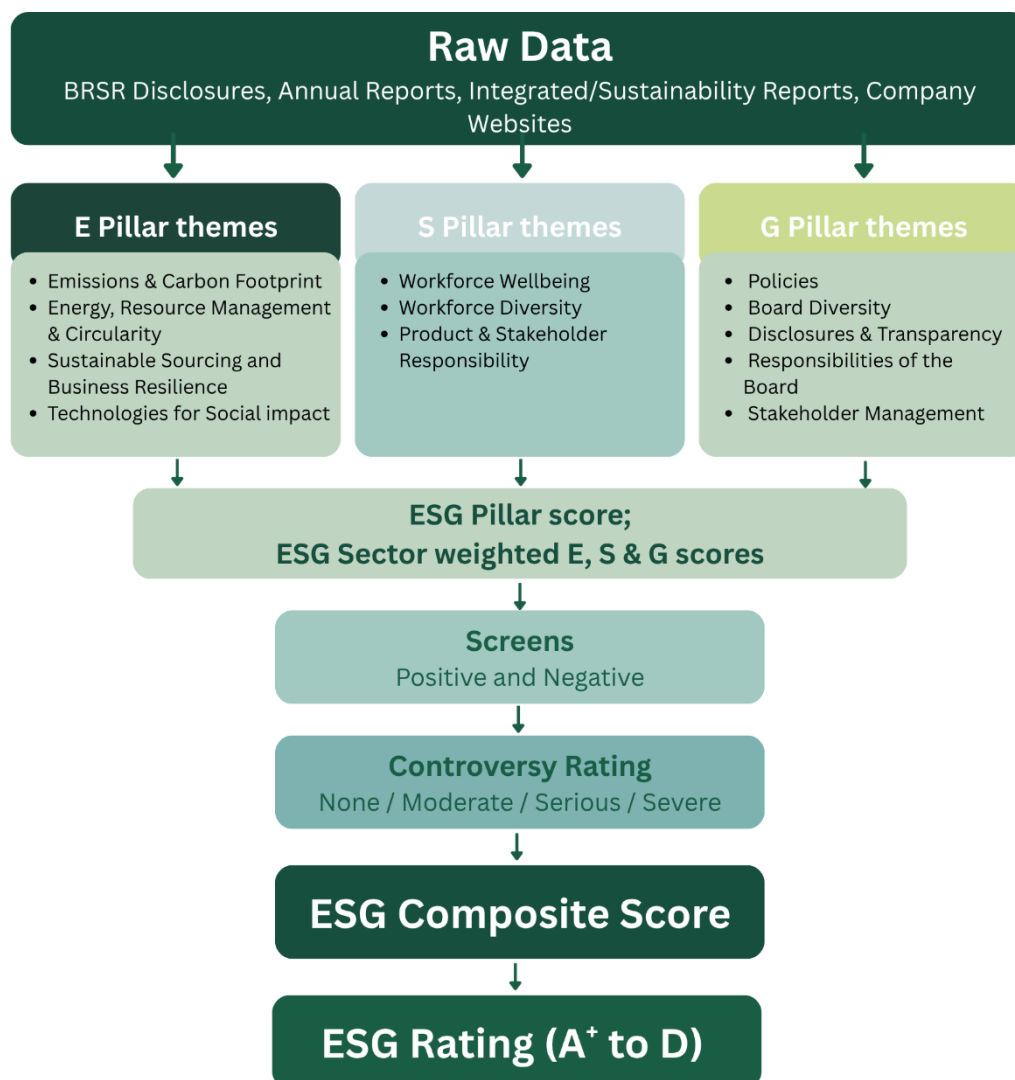 Raw Data
BRSR Disclosures, Annual Reports, Integrated/Sustainability Reports, Company
Websites
E Pillar themes
• Emissions & Carbon Footprint
• Energy, Resource Management
& Circularity
• Sustainable Sourcing and
Business Resilience
• Technologies for Social impact
S Pillar themes
• Workforce Wellbeing
• Workforce Diversity
• Product & Stakeholder
Responsibility
G Pillar themes
• Policies
• Board Diversity
• Disclosures & Transparency
• Responsibilities of the
Board
• Stakeholder Management
ESG Pillar score;
ESG Sector weighted E, S & G scores
Screens
Positive and Negative
Controversy Rating
None / Moderate / Serious / Severe
ESG Composite Score
ESG Rating (A⁺ to D)